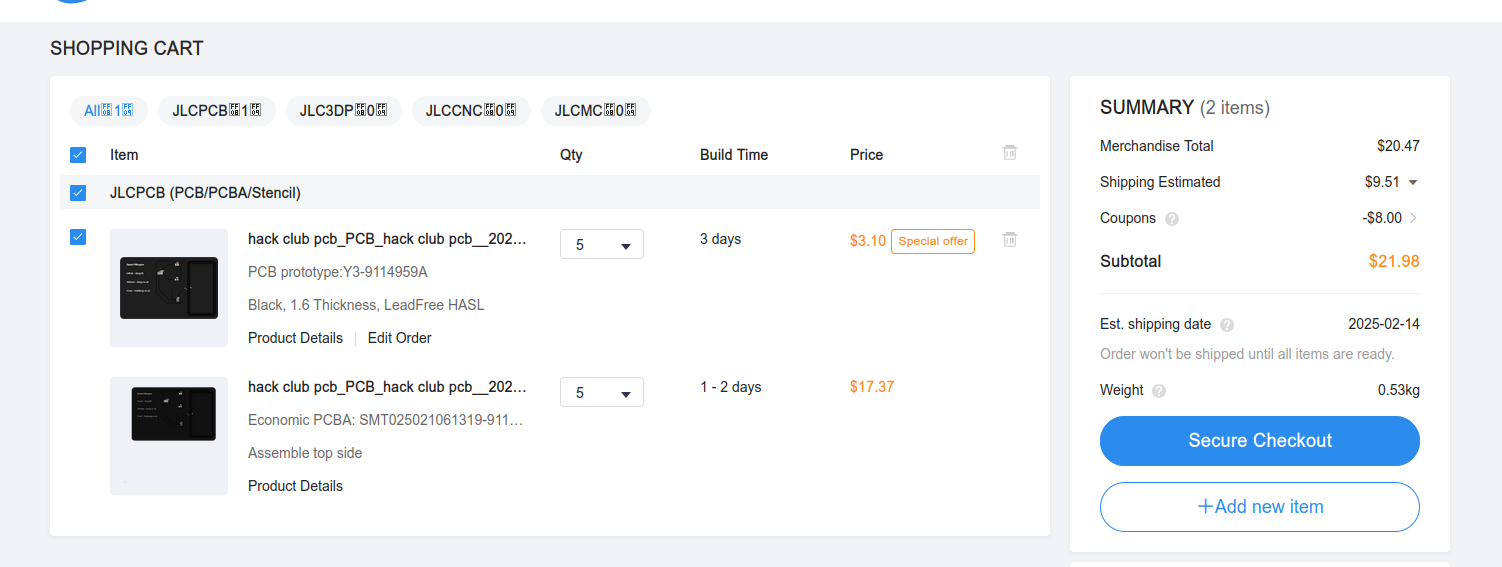 SHOPPING CART
All（1） JLCPCB（1） JLC3DP（0） JLCCNC（0） JLCMC（0）
Item Qty Build Time Price
JLCPCB (PCB/PCBA/Stencil)
hack club pcb_PCB_hack club pcb__202... 5 3 days $3.10 Special offer
PCB prototype:Y3-9114959A
Black, 1.6 Thickness, LeadFree HASL
Product Details Edit Order
hack club pcb_PCB_hack club pcb__202... 5 1 - 2 days $17.37
Economic PCBA: SMT025021061319-911...
Assemble top side
Product Details
SUMMARY (2 items)
Merchandise Total $20.47
Shipping Estimated $9.51
Coupons ? -$8.00
Subtotal $21.98
Est. shipping date ? 2025-02-14
Order won't be shipped until all items are ready.
Weight ? 0.53kg
Secure Checkout
+Add new item